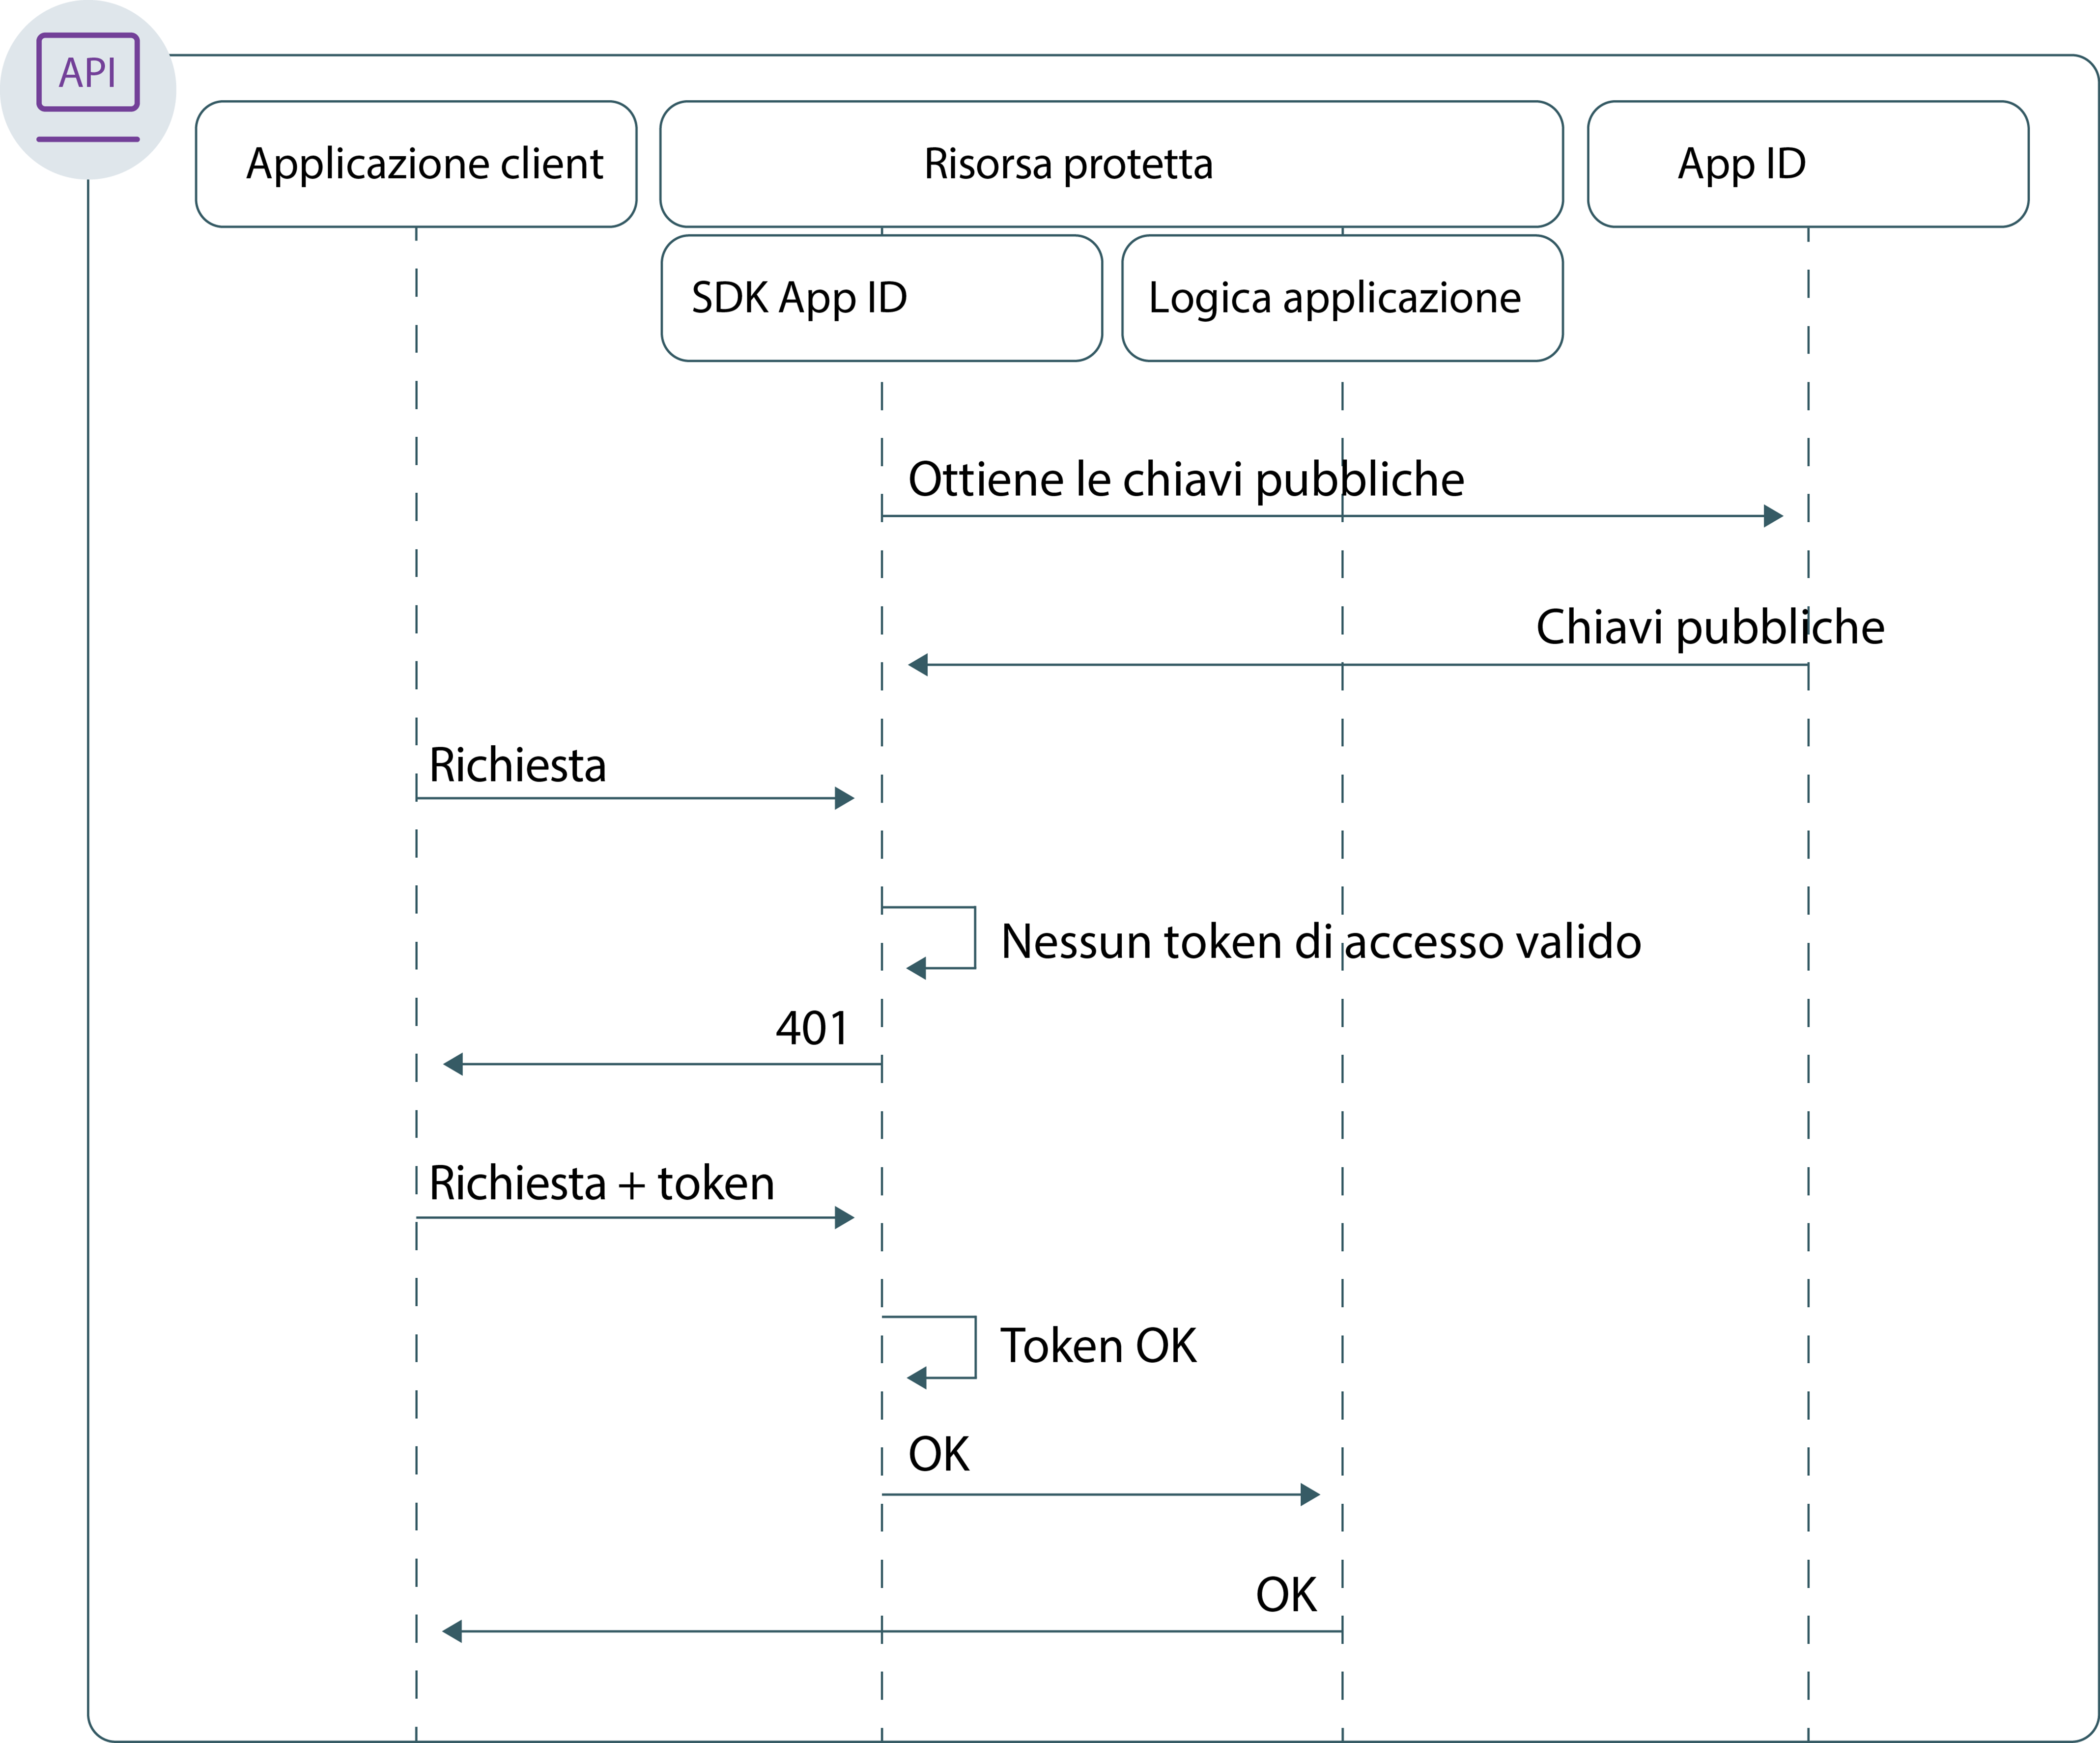 API
Applicazione client
Risorsa protetta
App ID
SDK App ID
Logica applicazione
Ottiene le chiavi pubbliche
Chiavi pubbliche
Richiesta
Nessun token di accesso valido
401
Richiesta + token
Token OK
OK
OK